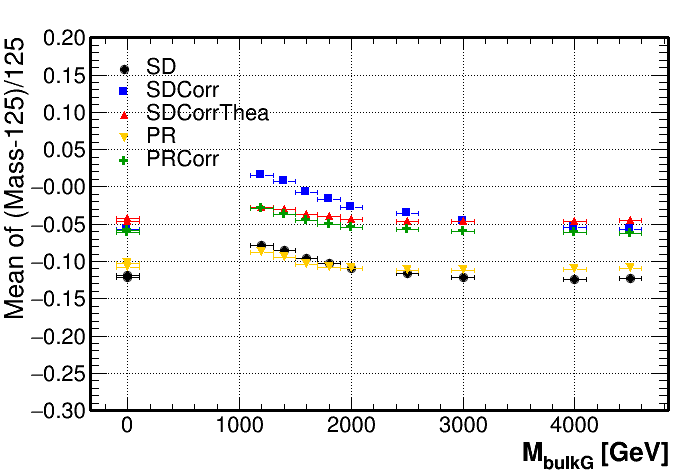 Mean of (Mass-125)/125
0.20
0.15
0.10
0.05
−0.00
−0.05
−0.10
−0.15
−0.20
−0.25
−0.30
SD
SDCorr
SDCorrThea
PR
PRCorr
0 1000 2000 3000 4000
M_bulkG [GeV]